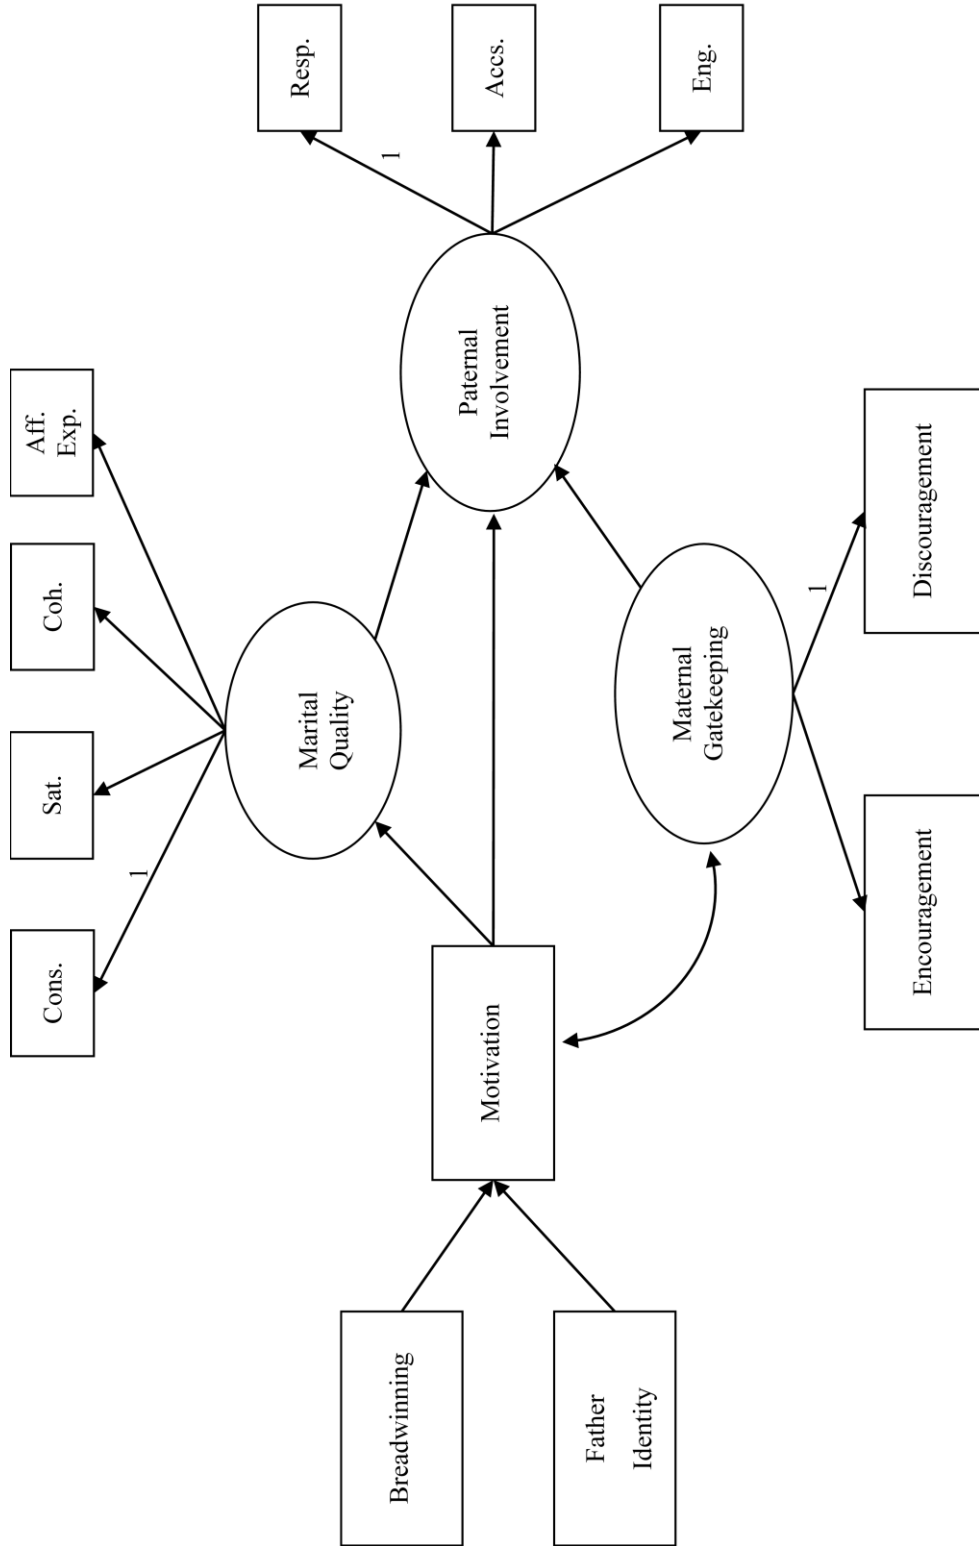 Cons.
Sat.
Coh.
Aff.
Exp.
1
Marital
Quality
Resp.
1
Accs.
Eng.
Paternal
Involvement
Breadwinning
Father
Identity
Motivation
Maternal
Gatekeeping
1
Encouragement
Discouragement